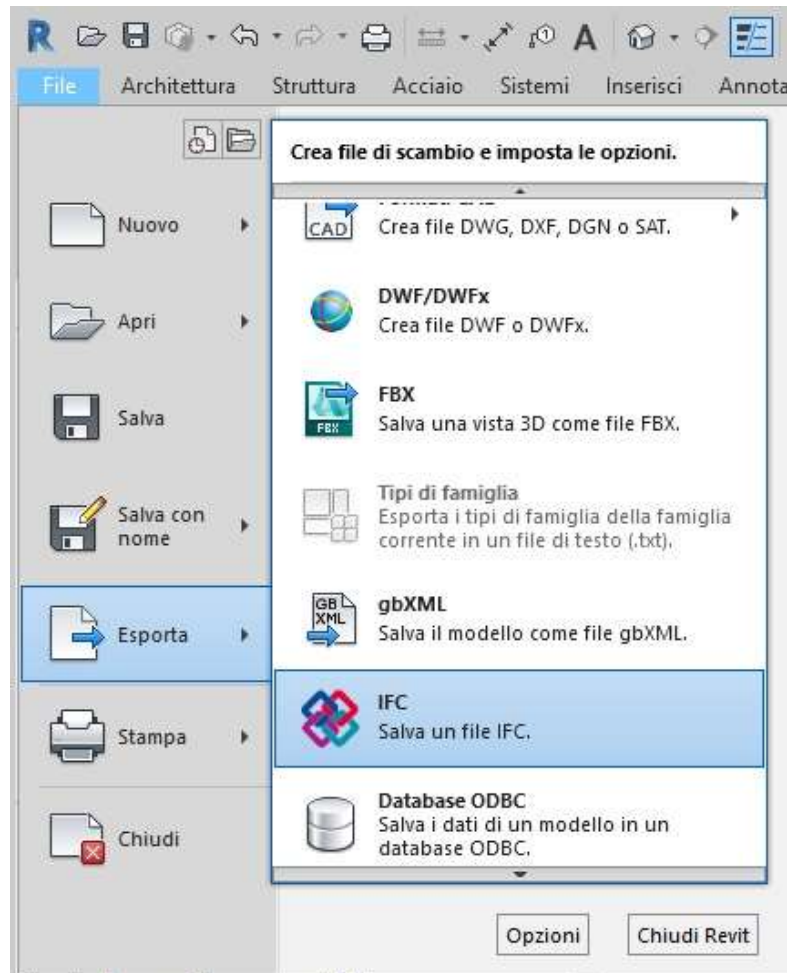 File Architettura Struttura Acciaio Sistemi Inserisci Annota
Crea file di scambio e imposta le opzioni.
Nuovo
Apri
Salva
Salva con
nome
Esporta
Stampa
Chiudi
CAD
Crea file DWG, DXF, DGN o SAT.
DWF/DWFx
Crea file DWF o DWFx.
FBX
FBX
Salva una vista 3D come file FBX.
Tipi di famiglia
Esporta i tipi di famiglia della famiglia
corrente in un file di testo (.txt).
GB
XML
gbXML
Salva il modello come file gbXML.
IFC
Salva un file IFC.
Database ODBC
Salva i dati di un modello in un
database ODBC.
Opzioni
Chiudi Revit